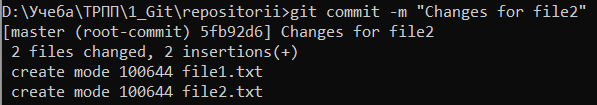 D:\Учеба\ТРПП\1_Git\repositorii>git commit -m "Changes for file2"
[master (root-commit) 5fb92d6] Changes for file2
 2 files changed, 2 insertions(+)
 create mode 100644 file1.txt
 create mode 100644 file2.txt